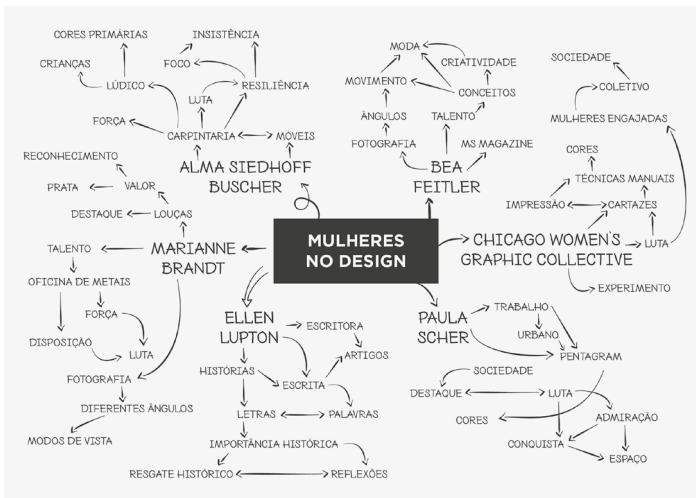 CORES PRIMÁRIAS
INSISTÊNCIA
CRIANÇAS
FOCO
LÚDICO
RESILIÊNCIA
LUTA
FORÇA
CARPINTARIA
MÓVEIS
ALMA SIEDHOFF
BUSCHER
MODA
CRIATIVIDADE
MOVIMENTO
CONCEITOS
ÂNGULOS
TALENTO
FOTOGRAFIA
MS MAGAZINE
BEA
FEITLER
SOCIEDADE
COLETIVO
MULHERES ENGAJADAS
CORES
TÉCNICAS MANUAIS
IMPRESSÃO
CARTAZES
CHICAGO WOMEN'S
GRAPHIC COLLECTIVE
LUTA
EXPERIMENTO
MULHERES
NO DESIGN
RECONHECIMENTO
PRATA
VALOR
DESTAQUE
LOUÇAS
TALENTO
MARIANNE
BRANDT
OFICINA DE METAIS
FORÇA
DISPOSIÇÃO
LUTA
FOTOGRAFIA
DIFERENTES ÂNGULOS
MODOS DE VISTA
ELLEN
LUPTON
ESCRITORA
ARTIGOS
HISTÓRIAS
ESCRITA
LETRAS
PALAVRAS
IMPORTÂNCIA HISTÓRICA
RESGATE HISTÓRICO
REFLEXÕES
PAULA
SCHER
TRABALHO
URBANO
PENTAGRAM
SOCIEDADE
DESTAQUE
LUTA
CORES
ADMIRAÇÃO
CONQUISTA
ESPAÇO